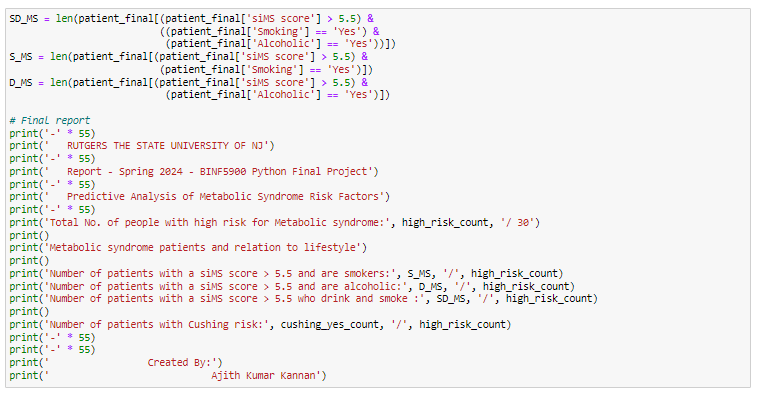 SD_MS = len(patient_final[(patient_final['siMS score'] > 5.5) &
                        ((patient_final['Smoking'] == 'Yes') &
                         (patient_final['Alcoholic'] == 'Yes'))])
S_MS = len(patient_final[(patient_final['siMS score'] > 5.5) &
                        (patient_final['Smoking'] == 'Yes')])
D_MS = len(patient_final[(patient_final['siMS score'] > 5.5) &
                         (patient_final['Alcoholic'] == 'Yes')])

# Final report
print('-' * 55)
print('   RUTGERS THE STATE UNIVERSITY OF NJ')
print('-' * 55)
print('   Report - Spring 2024 - BINF5900 Python Final Project')
print('-' * 55)
print('   Predictive Analysis of Metabolic Syndrome Risk Factors')
print('-' * 55)
print('Total No. of people with high risk for Metabolic syndrome:', high_risk_count, '/ 30')
print()
print('Metabolic syndrome patients and relation to lifestyle')
print()
print('Number of patients with a siMS score > 5.5 and are smokers:', S_MS, '/', high_risk_count)
print('Number of patients with a siMS score > 5.5 and are alcoholic:', D_MS, '/', high_risk_count)
print('Number of patients with a siMS score > 5.5 who drink and smoke :', SD_MS, '/', high_risk_count)
print()
print('Number of patients with Cushing risk:', cushing_yes_count, '/', high_risk_count)
print('-' * 55)
print('-' * 55)
print('                 Created By:')
print('                           Ajith Kumar Kannan')